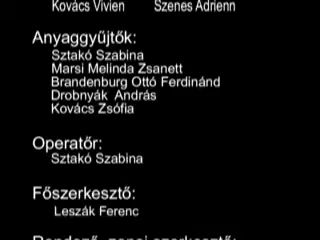 Kovács Vivien Szenes Adrienn
Anyaggyűjtők:
Sztakó Szabina
Marsi Melinda Zsanett
Brandenburg Ottó Ferdinánd
Drobnyák András
Kovács Zsófia
Operatőr:
Sztakó Szabina
Főszerkesztő:
Leszák Ferenc